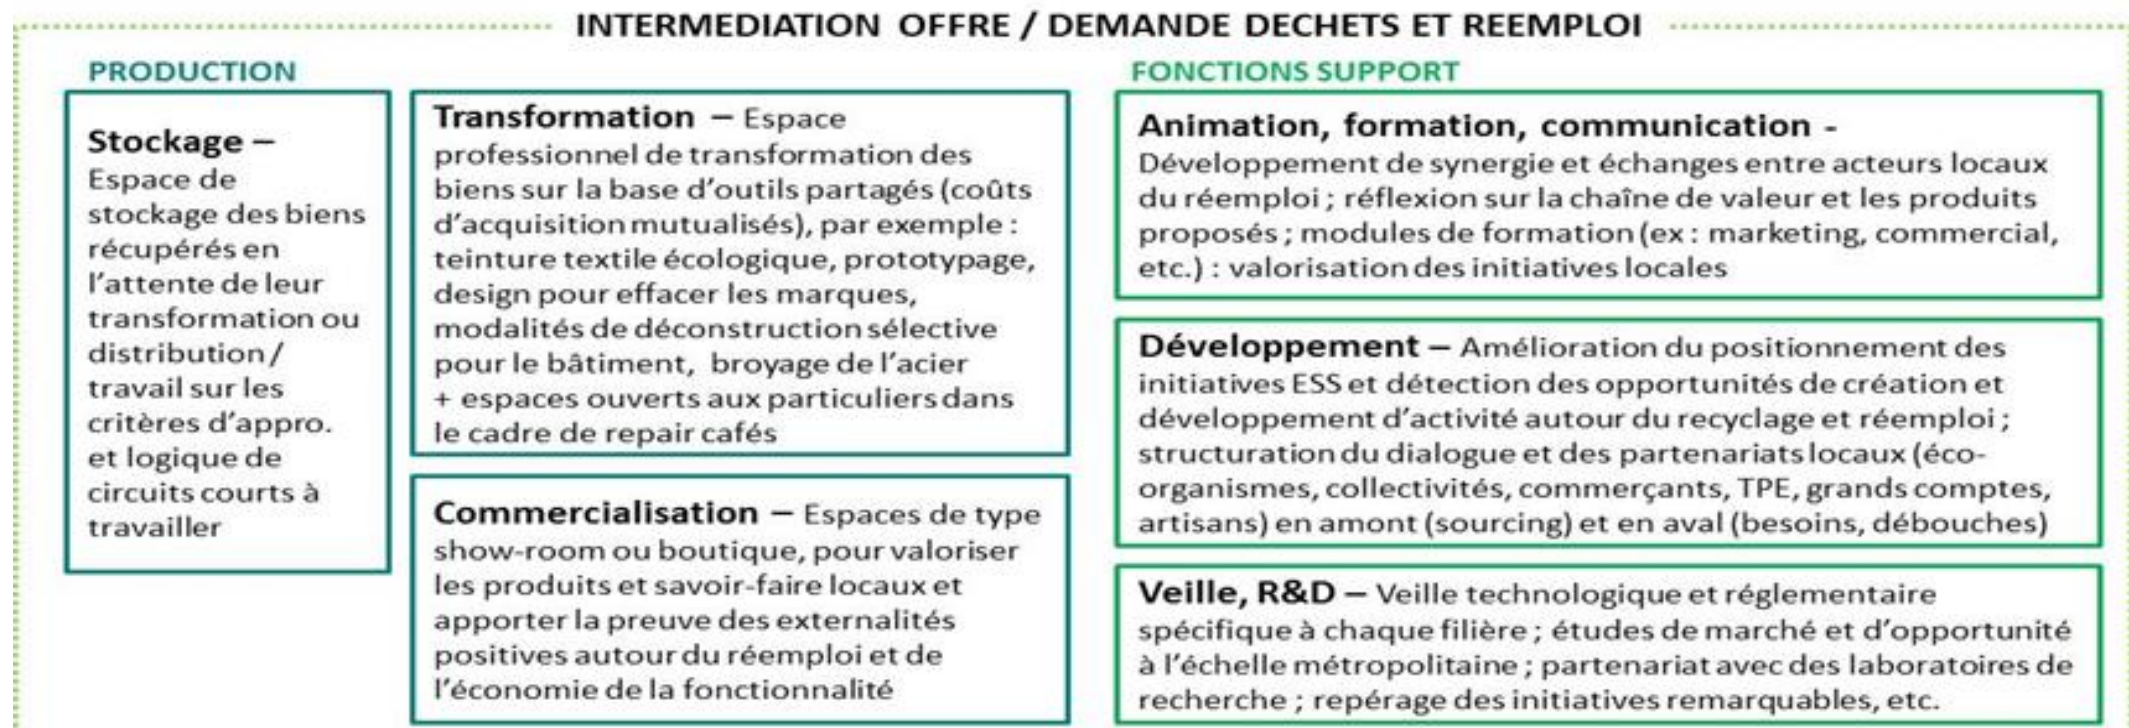 INTERMEDIATION OFFRE / DEMANDE DECHETS ET REEMPLOI
PRODUCTION
Stockage –
Espace de
stockage des biens
récupérés en
l'attente de leur
transformation ou
distribution /
travail sur les
critères d'appro.
et logique de
circuits courts à
travailler
Transformation – Espace
professionnel de transformation des
biens sur la base d'outils partagés (coûts
d'acquisition mutualisés), par exemple :
teinture textile écologique, prototypage,
design pour effacer les marques,
modalités de déconstruction sélective
pour le bâtiment, broyage de l'acier
+ espaces ouverts aux particuliers dans
le cadre de repair cafés
Commercialisation – Espaces de type
show-room ou boutique, pour valoriser
les produits et savoir-faire locaux et
apporter la preuve des externalités
positives autour du réemploi et de
l'économie de la fonctionnalité
FONCTIONS SUPPORT
Animation, formation, communication -
Développement de synergie et échanges entre acteurs locaux
du réemploi ; réflexion sur la chaîne de valeur et les produits
proposés ; modules de formation (ex : marketing, commercial,
etc.) : valorisation des initiatives locales
Développement – Amélioration du positionnement des
initiatives ESS et détection des opportunités de création et
développement d'activité autour du recyclage et réemploi ;
structuration du dialogue et des partenariats locaux (éco-
organismes, collectivités, commerçants, TPE, grands comptes,
artisans) en amont (sourcing) et en aval (besoins, débouches)
Veille, R&D – Veille technologique et réglementaire
spécifique à chaque filière ; études de marché et d'opportunité
à l'échelle métropolitaine ; partenariat avec des laboratoires de
recherche ; repérage des initiatives remarquables, etc.